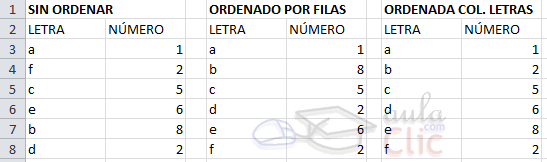 1 SIN ORDENAR ORDENADO POR FILAS ORDENADA COL. LETRAS
2 LETRA NÚMERO LETRA NÚMERO LETRA NÚMERO
3 a 1 a 1 a 1
4 f 2 b 8 b 2
5 c 5 c 5 c 5
6 e 6 d 2 d 6
7 b 8 e 6 e 8
8 d 2 f 2 f 2
aula
.com
Clic